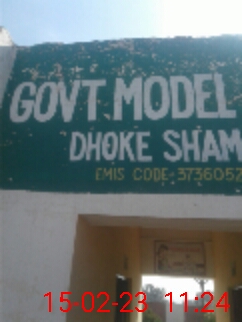 GOVT. MODEL
DHOKE SHAM
EMIS CODE-3736052
15-02-23 11:24